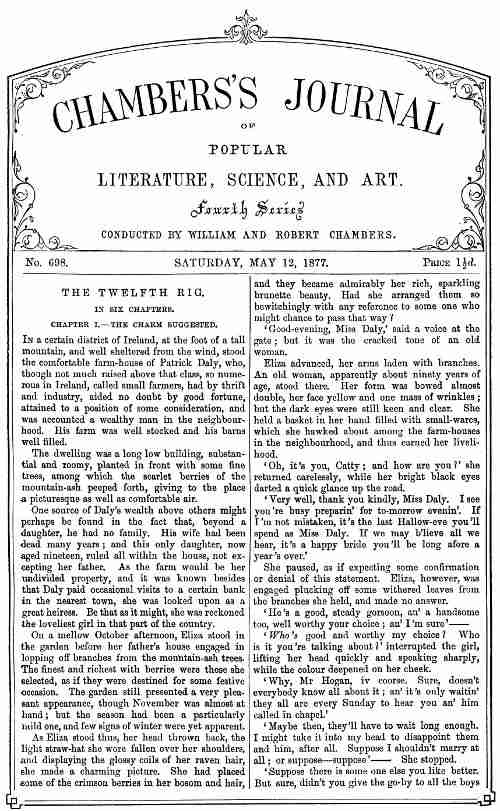 CHAMBERS'S JOURNAL
OF
POPULAR
LITERATURE, SCIENCE, AND ART.
Fourth Series
CONDUCTED BY WILLIAM AND ROBERT CHAMBERS.
No. 698. SATURDAY, MAY 12, 1877. PRICE 1½d.
THE TWELFTH RIG.
IN SIX CHAPTERS.
CHAPTER I.—THE CHARM SUGGESTED.
In a certain district of Ireland, at the foot of a tall
mountain, and well sheltered from the wind, stood
the comfortable farm-house of Patrick Daly, who,
though not much raised above that class, so nume-
rous in Ireland, called small farmers, had by thrift
and industry, aided no doubt by good fortune,
attained to a position of some consideration, and
was accounted a wealthy man in the neighbour-
hood. His farm was well stocked and his barns
well filled.
The dwelling was a long low building, substan-
tial and roomy, planted in front with some fine
trees, among which the scarlet berries of the
mountain-ash peeped forth, giving to the place
a picturesque as well as comfortable air.
One source of Daly's wealth above others might
perhaps be found in the fact that, beyond a
daughter, he had no family. His wife had been
dead many years; and this only daughter, now
aged nineteen, ruled all within the house, not ex-
cepting her father. As the farm would be her
undivided property, and it was known besides
that Daly paid occasional visits to a certain bank
in the nearest town, she was looked upon as a
great heiress. Be that as it might, she was reckoned
the loveliest girl in that part of the country.
On a mellow October afternoon, Eliza stood in
the garden before her father's house engaged in
lopping off branches from the mountain-ash trees.
The finest and richest with berries were those she
selected, as if they were destined for some festive
occasion. The garden still presented a very plea-
sant appearance, though November was almost at
hand; but the season had been a particularly
mild one, and few signs of winter were yet apparent.
As Eliza stood thus, her head thrown back, the
light straw-hat she wore fallen over her shoulders,
and displaying the glossy coils of her raven hair,
she made a charming picture. She had placed
some of the crimson berries in her bosom and hair,
and they became admirably her rich, sparkling
brunette beauty. Had she arranged them so
bewitchingly with any reference to some one who
might chance to pass that way?
'Good-evening, Miss Daly,' said a voice at the
gate; but it was the cracked tone of an old
woman.
Eliza advanced, her arms laden with branches.
An old woman, apparently about ninety years of
age, stood there. Her form was bowed almost
double, her face yellow and one mass of wrinkles;
but the dark eyes were still keen and clear. She
held a basket in her hand filled with small-wares,
which she hawked about among the farm-houses
in the neighbourhood, and thus earned her liveli-
hood.
'Oh, it's you, Catty; and how are you?' she
returned carelessly, while her bright black eyes
darted a quick glance up the road.
'Very well, thank you kindly, Miss Daly. I see
you're busy preparin' for to-morrow evenin'. If
I'm not mistaken, it's the last Hallow-eve you'll
spend as Miss Daly. If we may b'lieve all we
hear, it's a happy bride you'll be long afore a
year's over.'
She paused, as if expecting some confirmation
or denial of this statement. Eliza, however, was
engaged plucking off some withered leaves from
the branches she held, and made no answer.
'He's a good, steady gorsoon, an' a handsome
too, well worthy your choice; an' I'm sure'——
'Who's good and worthy my choice? Who
is it you're talking about?' interrupted the girl,
lifting her head quickly and speaking sharply,
while the colour deepened on her cheek.
'Why, Mr Hogan, iv coorse. Sure, doesn't
everybody know all about it; an' it's only waitin'
they all are every Sunday to hear you an' him
called in chapel.'
'Maybe then, they'll have to wait long enough.
I might take it into my head to disappoint them
and him, after all. Suppose I shouldn't marry at
all; or suppose—suppose'—— She stopped.
'Suppose there is some one else you like better.
But sure, didn't you give the go-by to all the boys